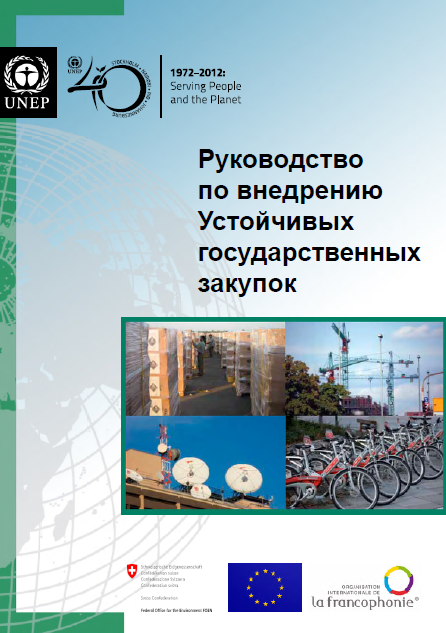 UNEP
UNEP
STOCKHOLM
1972–2012:
Serving People
and the Planet
Руководство
по внедрению
Устойчивых
государственных
закупок
Schweizerische Eidgenossenschaft
Confédération suisse
Confederazione Svizzera
Confederaziun svizra
Swiss Confederation
Federal Office for the Environment FOEN
ORGANISATION
INTERNATIONALE DE
la francophonie